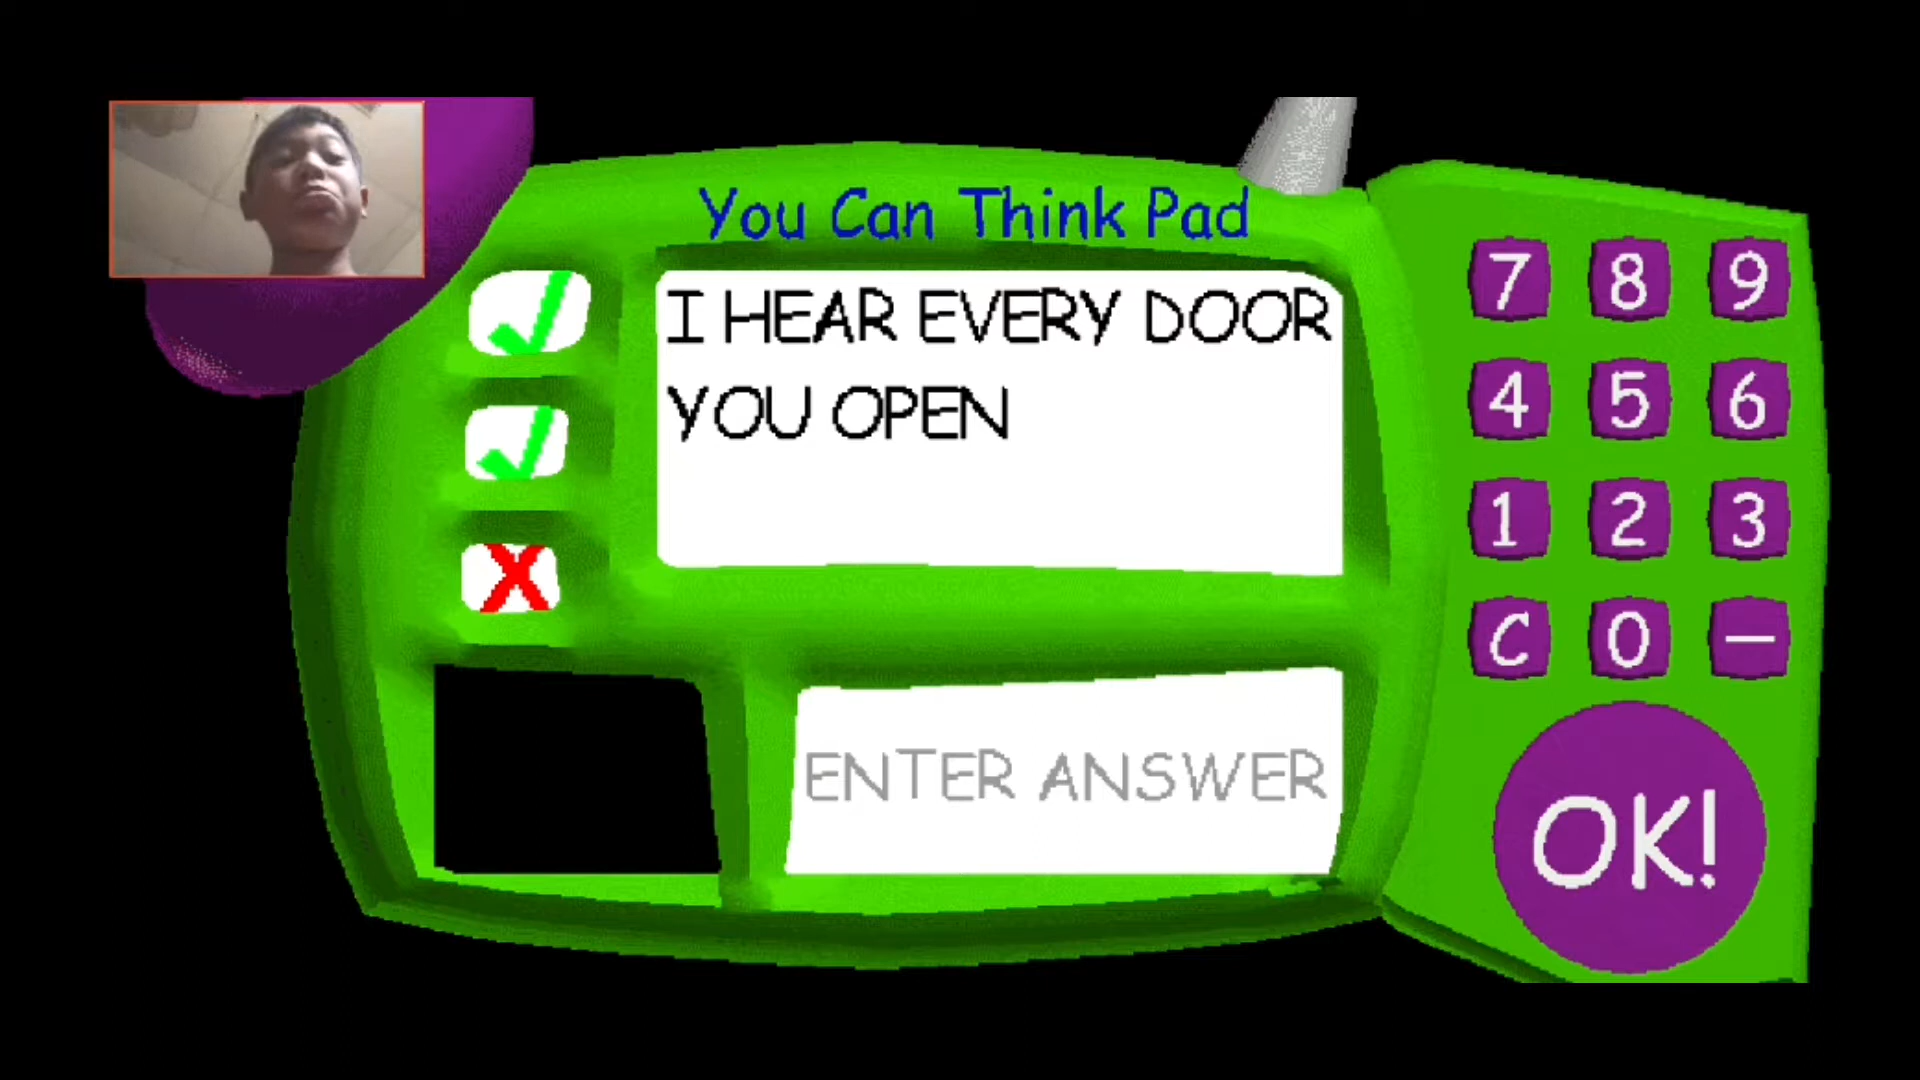 You Can Think Pad
I HEAR EVERY DOOR
YOU OPEN
7 8 9
4 5 6
1 2 3
C 0 —
ENTER ANSWER
OK!